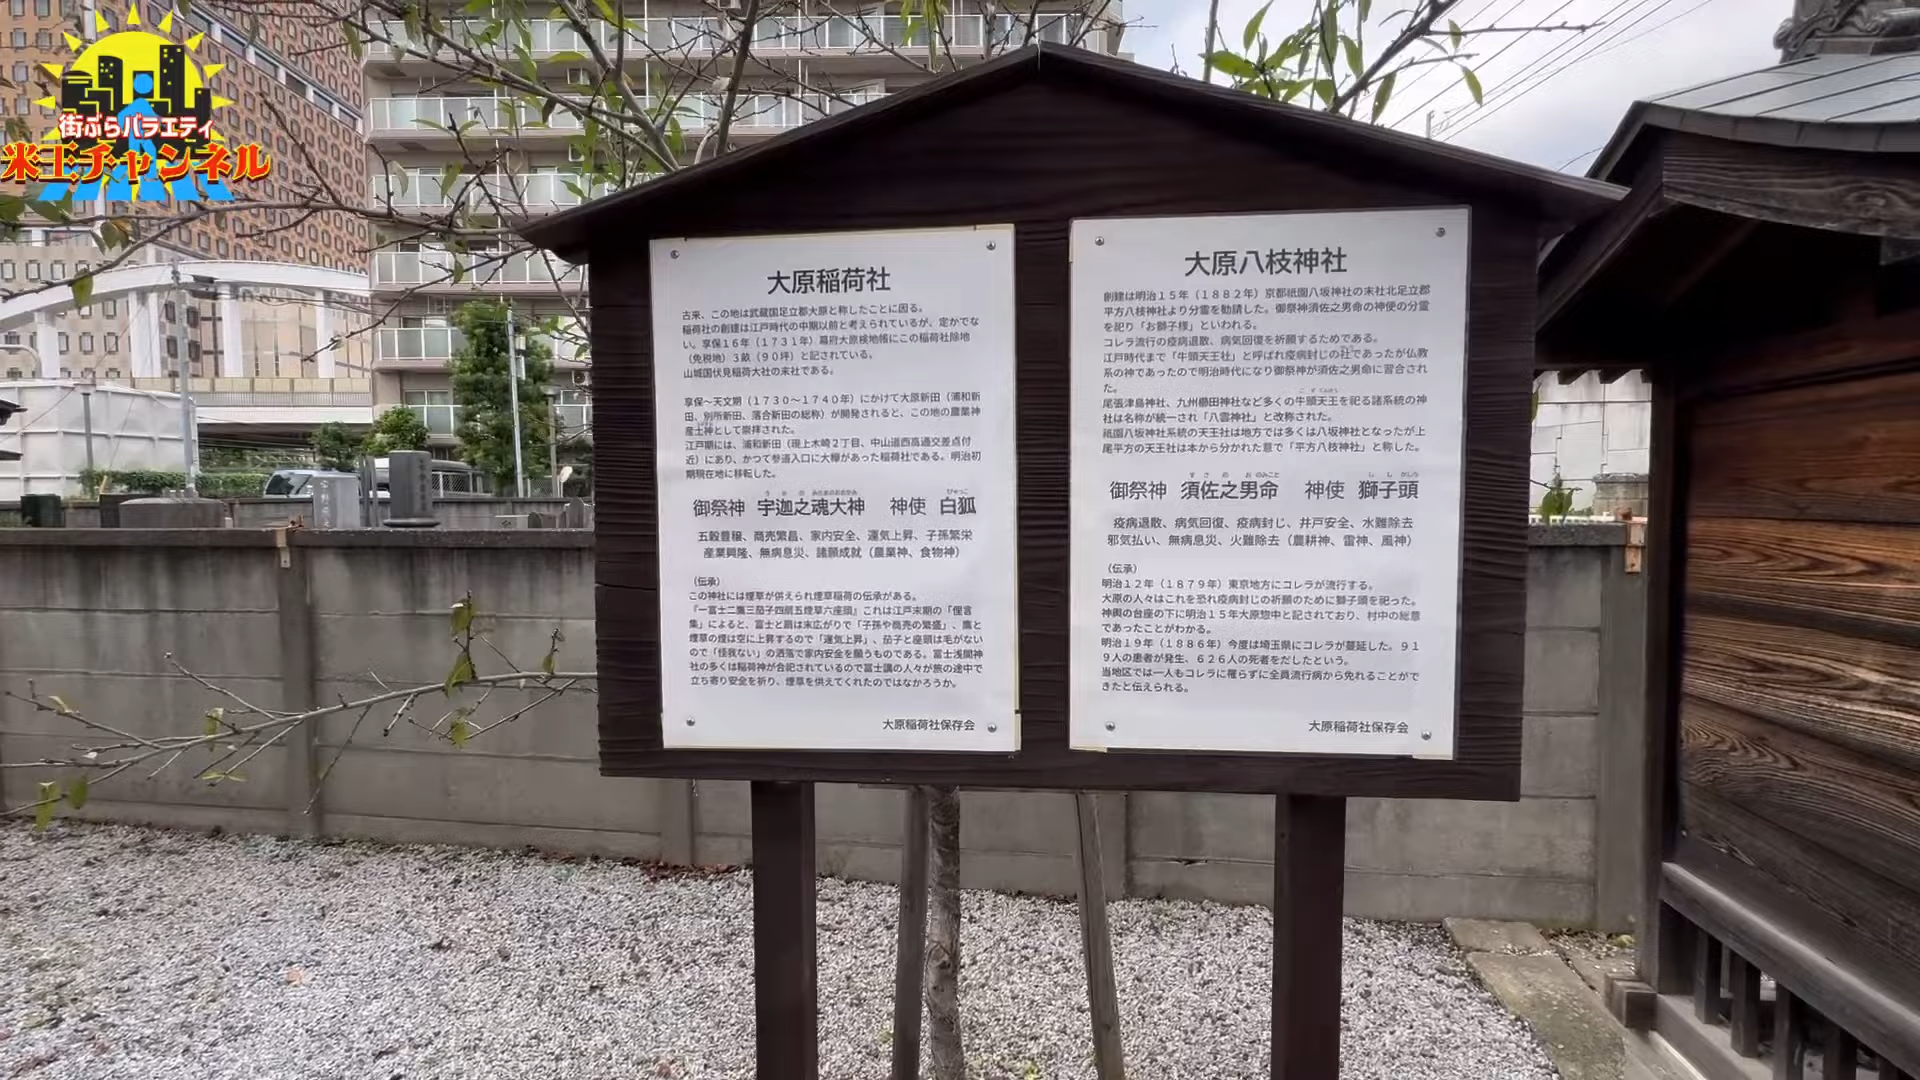 街ぶらバラエティ
米王チャンネル
大原稲荷社
古来、この地は武蔵国足立郡大原と称したことに因る。
稲荷社の創建は江戸時代の中期以前と考えられているが、定かでな
い。享保16年(1731年)幕府大原検地帳にこの稲荷社除地
(免税地)3畝(90坪)と記されている。
山城国伏見稲荷大社の末社である。
享保~天文期(1730~1740年)にかけて大原新田(浦和新
田、別所新田、落合新田の総称)が開発されると、この地の農業神
産土神として崇拝された。
江戸期には、浦和新田(現上木崎2丁目、中山道西高通交差点付
近)にあり、かつて参道入口に大欅があった稲荷社である。明治初
期現在地に移転した。
御祭神 宇迦之魂大神 神使 白狐
五穀豊穣、商売繁昌、家内安全、運気上昇、子孫繁栄
産業興隆、無病息災、諸願成就(農業神、食物神)
(伝承)
この神社には煙草が供えられ煙草稲荷の伝承がある。
『一富士二鷹三茄子四扇五煙草六座頭』これは江戸末期の「俚言
集」によると、富士と扇は末広がりで「子孫や商売の繁盛」、鷹と
煙草の煙は空に上昇するので「運気上昇」、茄子と座頭は毛がない
ので「怪我ない」の洒落で家内安全を願うものである。富士浅間神
社の多くは稲荷神が合祀されているので富士講の人々が旅の途中で
立ち寄り安全を祈り、煙草を供えてくれたのではなかろうか。
大原稲荷社保存会
大原八枝神社
創建は明治15年(1882年)京都祇園八坂神社の末社北足立郡
平方八枝神社より分霊を勧請した。御祭神須佐之男命の神使の分霊
を祀り「お獅子様」といわれる。
コレラ流行の疫病退散、病気回復を祈願するためである。
江戸時代まで「牛頭天王社」と呼ばれ疫病封じの社であったが仏教
系の神であったので明治時代になり御祭神が須佐之男命に習合され
た。
尾張津島神社、九州櫛田神社など多くの牛頭天王を祀る諸系統の神
社は名称が統一され「八雲神社」と改称された。
祇園八坂神社系統の天王社は地方では多くは八坂神社となったが上
尾平方の天王社は本から分かれた意で「平方八枝神社」と称した。
御祭神 須佐之男命 神使 獅子頭
疫病退散、病気回復、疫病封じ、井戸安全、水難除去
邪気払い、無病息災、火難除去(農耕神、雷神、風神)
(伝承)
明治12年(1879年)東京地方にコレラが流行する。
大原の人々はこれを恐れ疫病封じの祈願のために獅子頭を祀った。
神輿の台座の下に明治15年大原惣中と記されており、村中の総意
であったことがわかる。
明治19年(1886年)今度は埼玉県にコレラが蔓延した。91
9人の患者が発生、626人の死者をだしたという。
当地区では一人もコレラに罹らずに全員流行病から免れることがで
きたと伝えられる。
大原稲荷社保存会